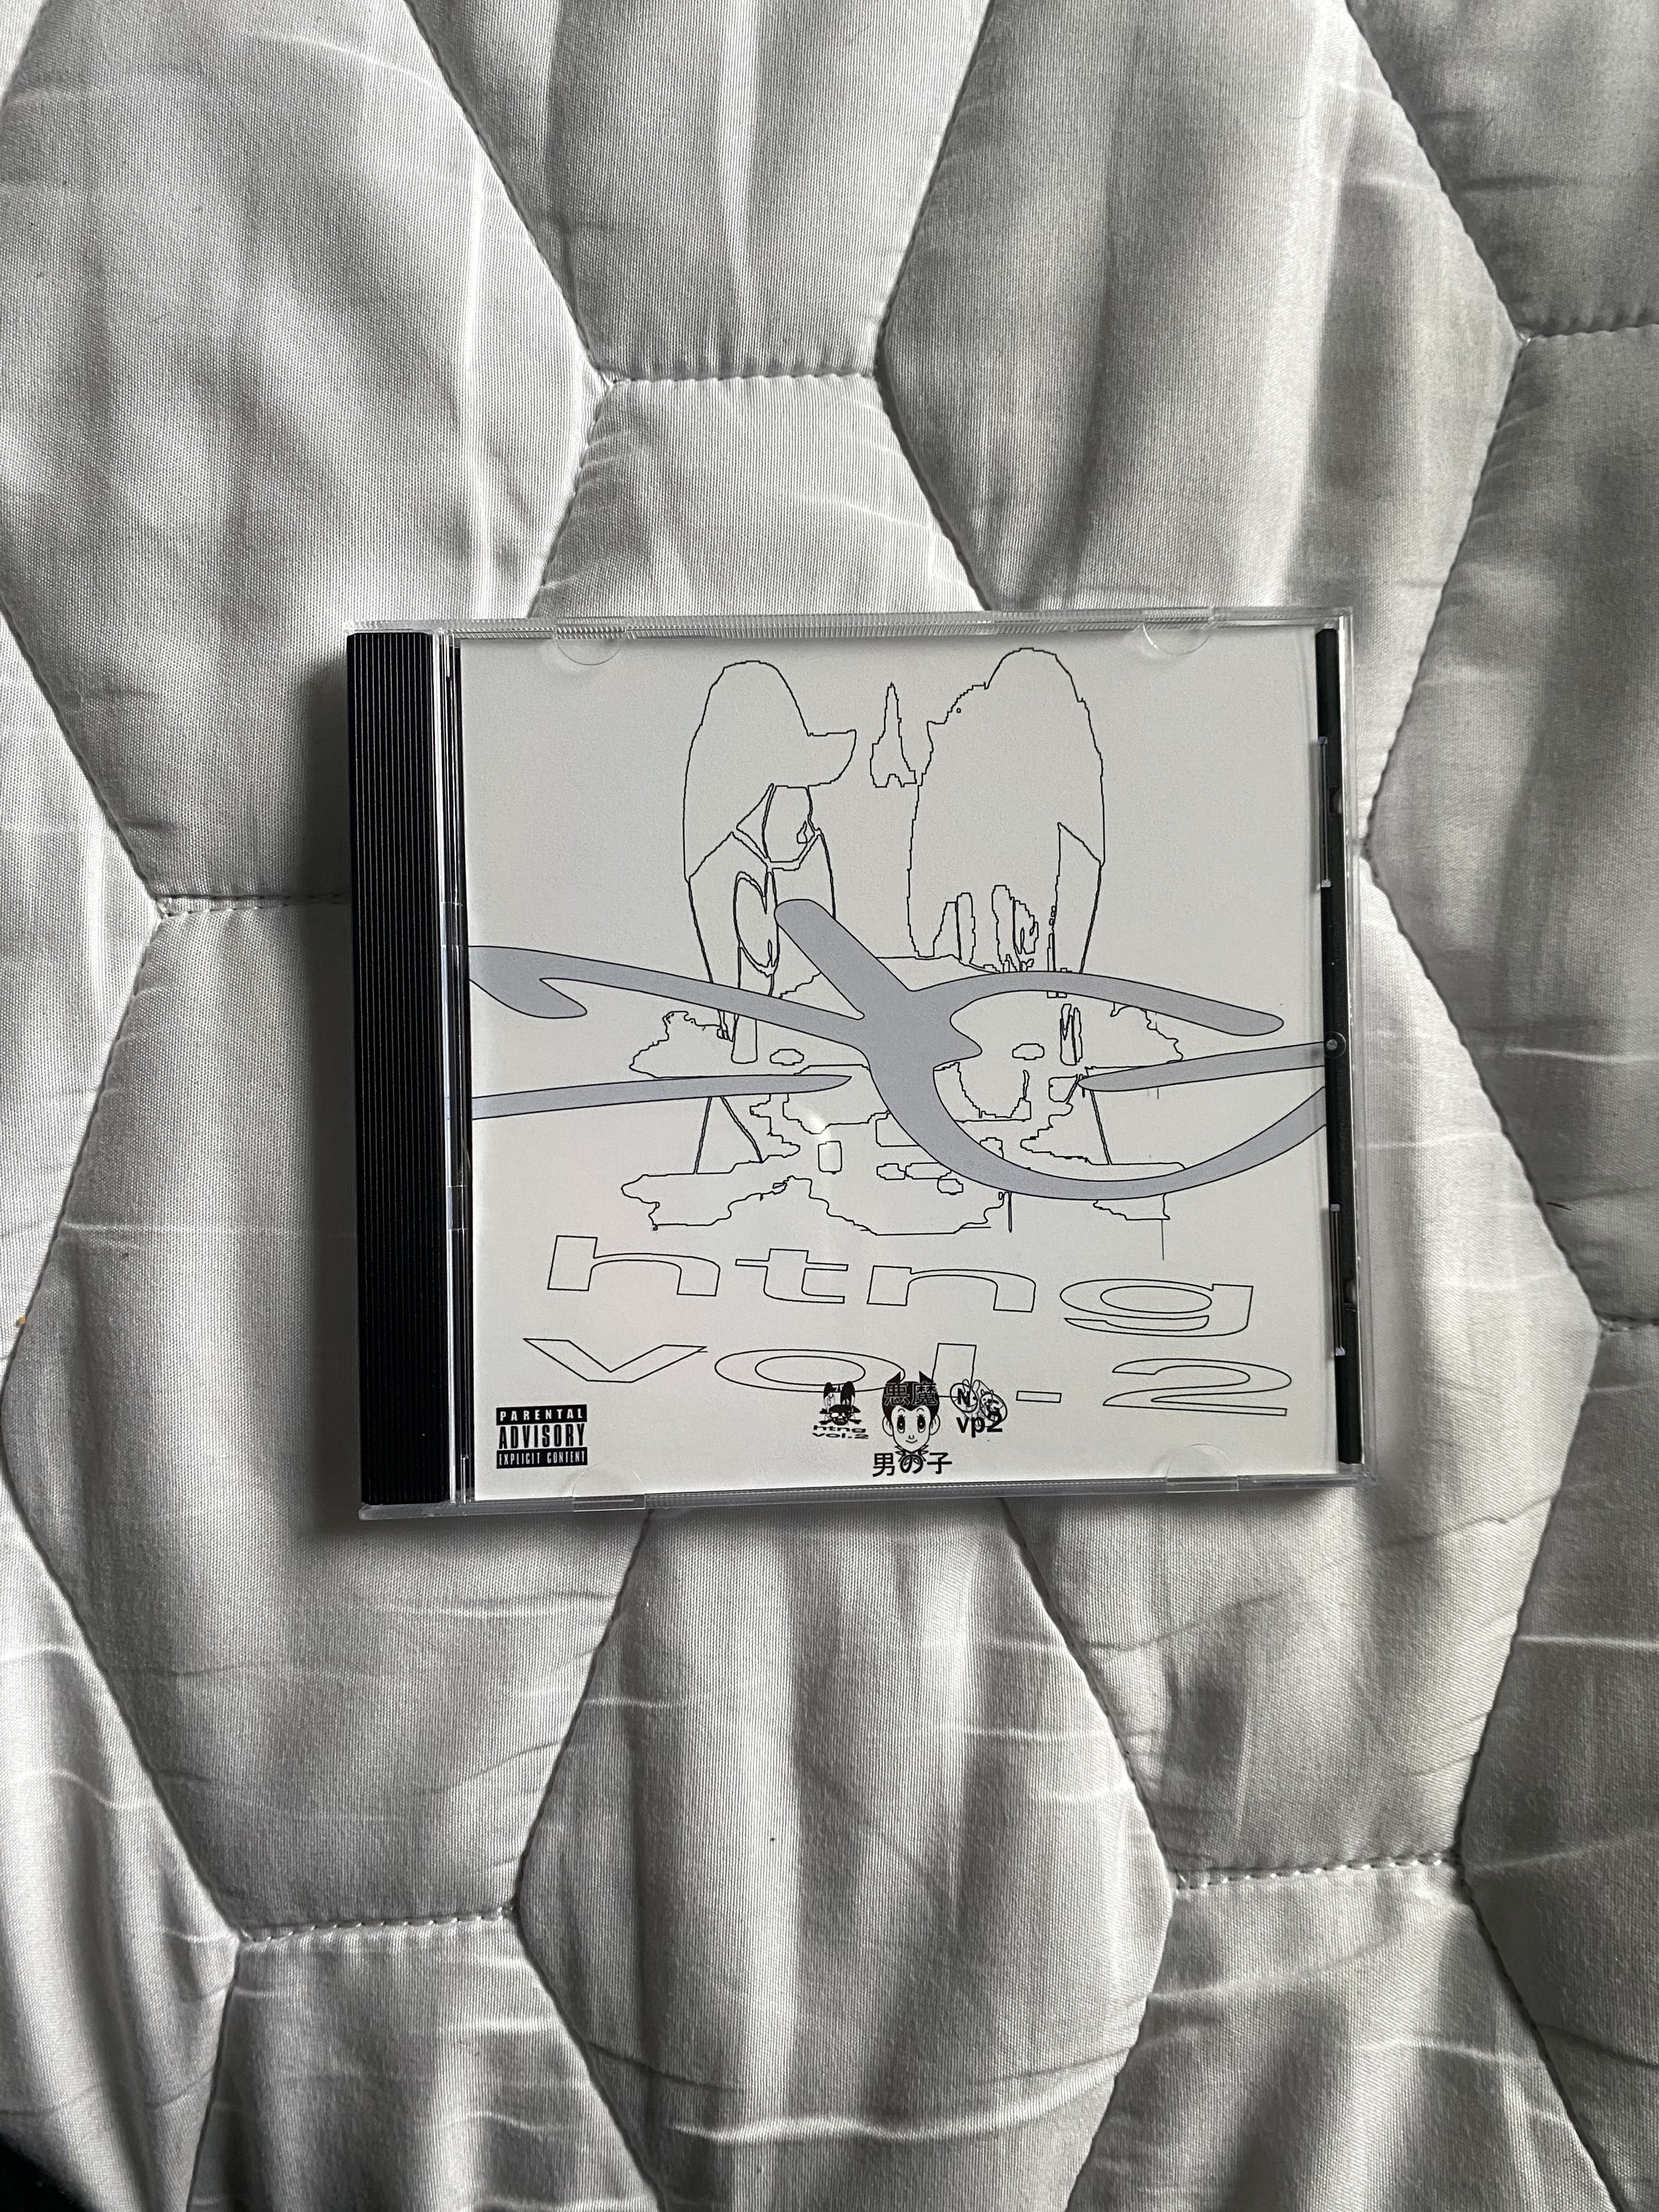 htng
vol-2
PARENTAL
ADVISORY
EXPLICIT CONTENT
htng
vol.2
悪魔
男の子
N
G
vp2